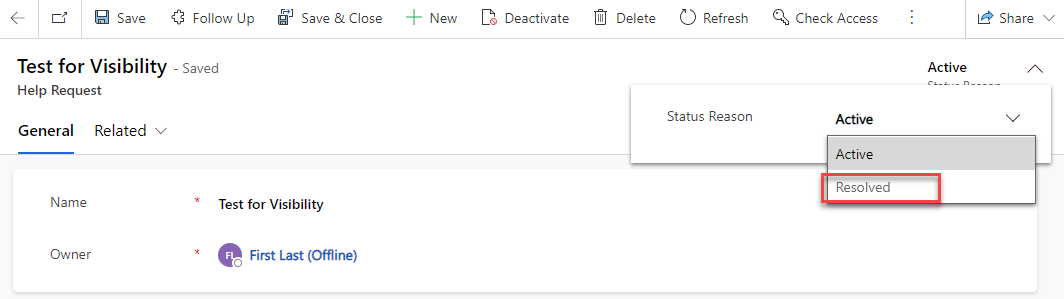 Save Follow Up Save & Close New Deactivate Delete Refresh Check Access Share
Test for Visibility - Saved
Help Request
Active
Status Reason
General Related
Status Reason Active
Active
Resolved
Name * Test for Visibility
Owner * FL First Last (Offline)